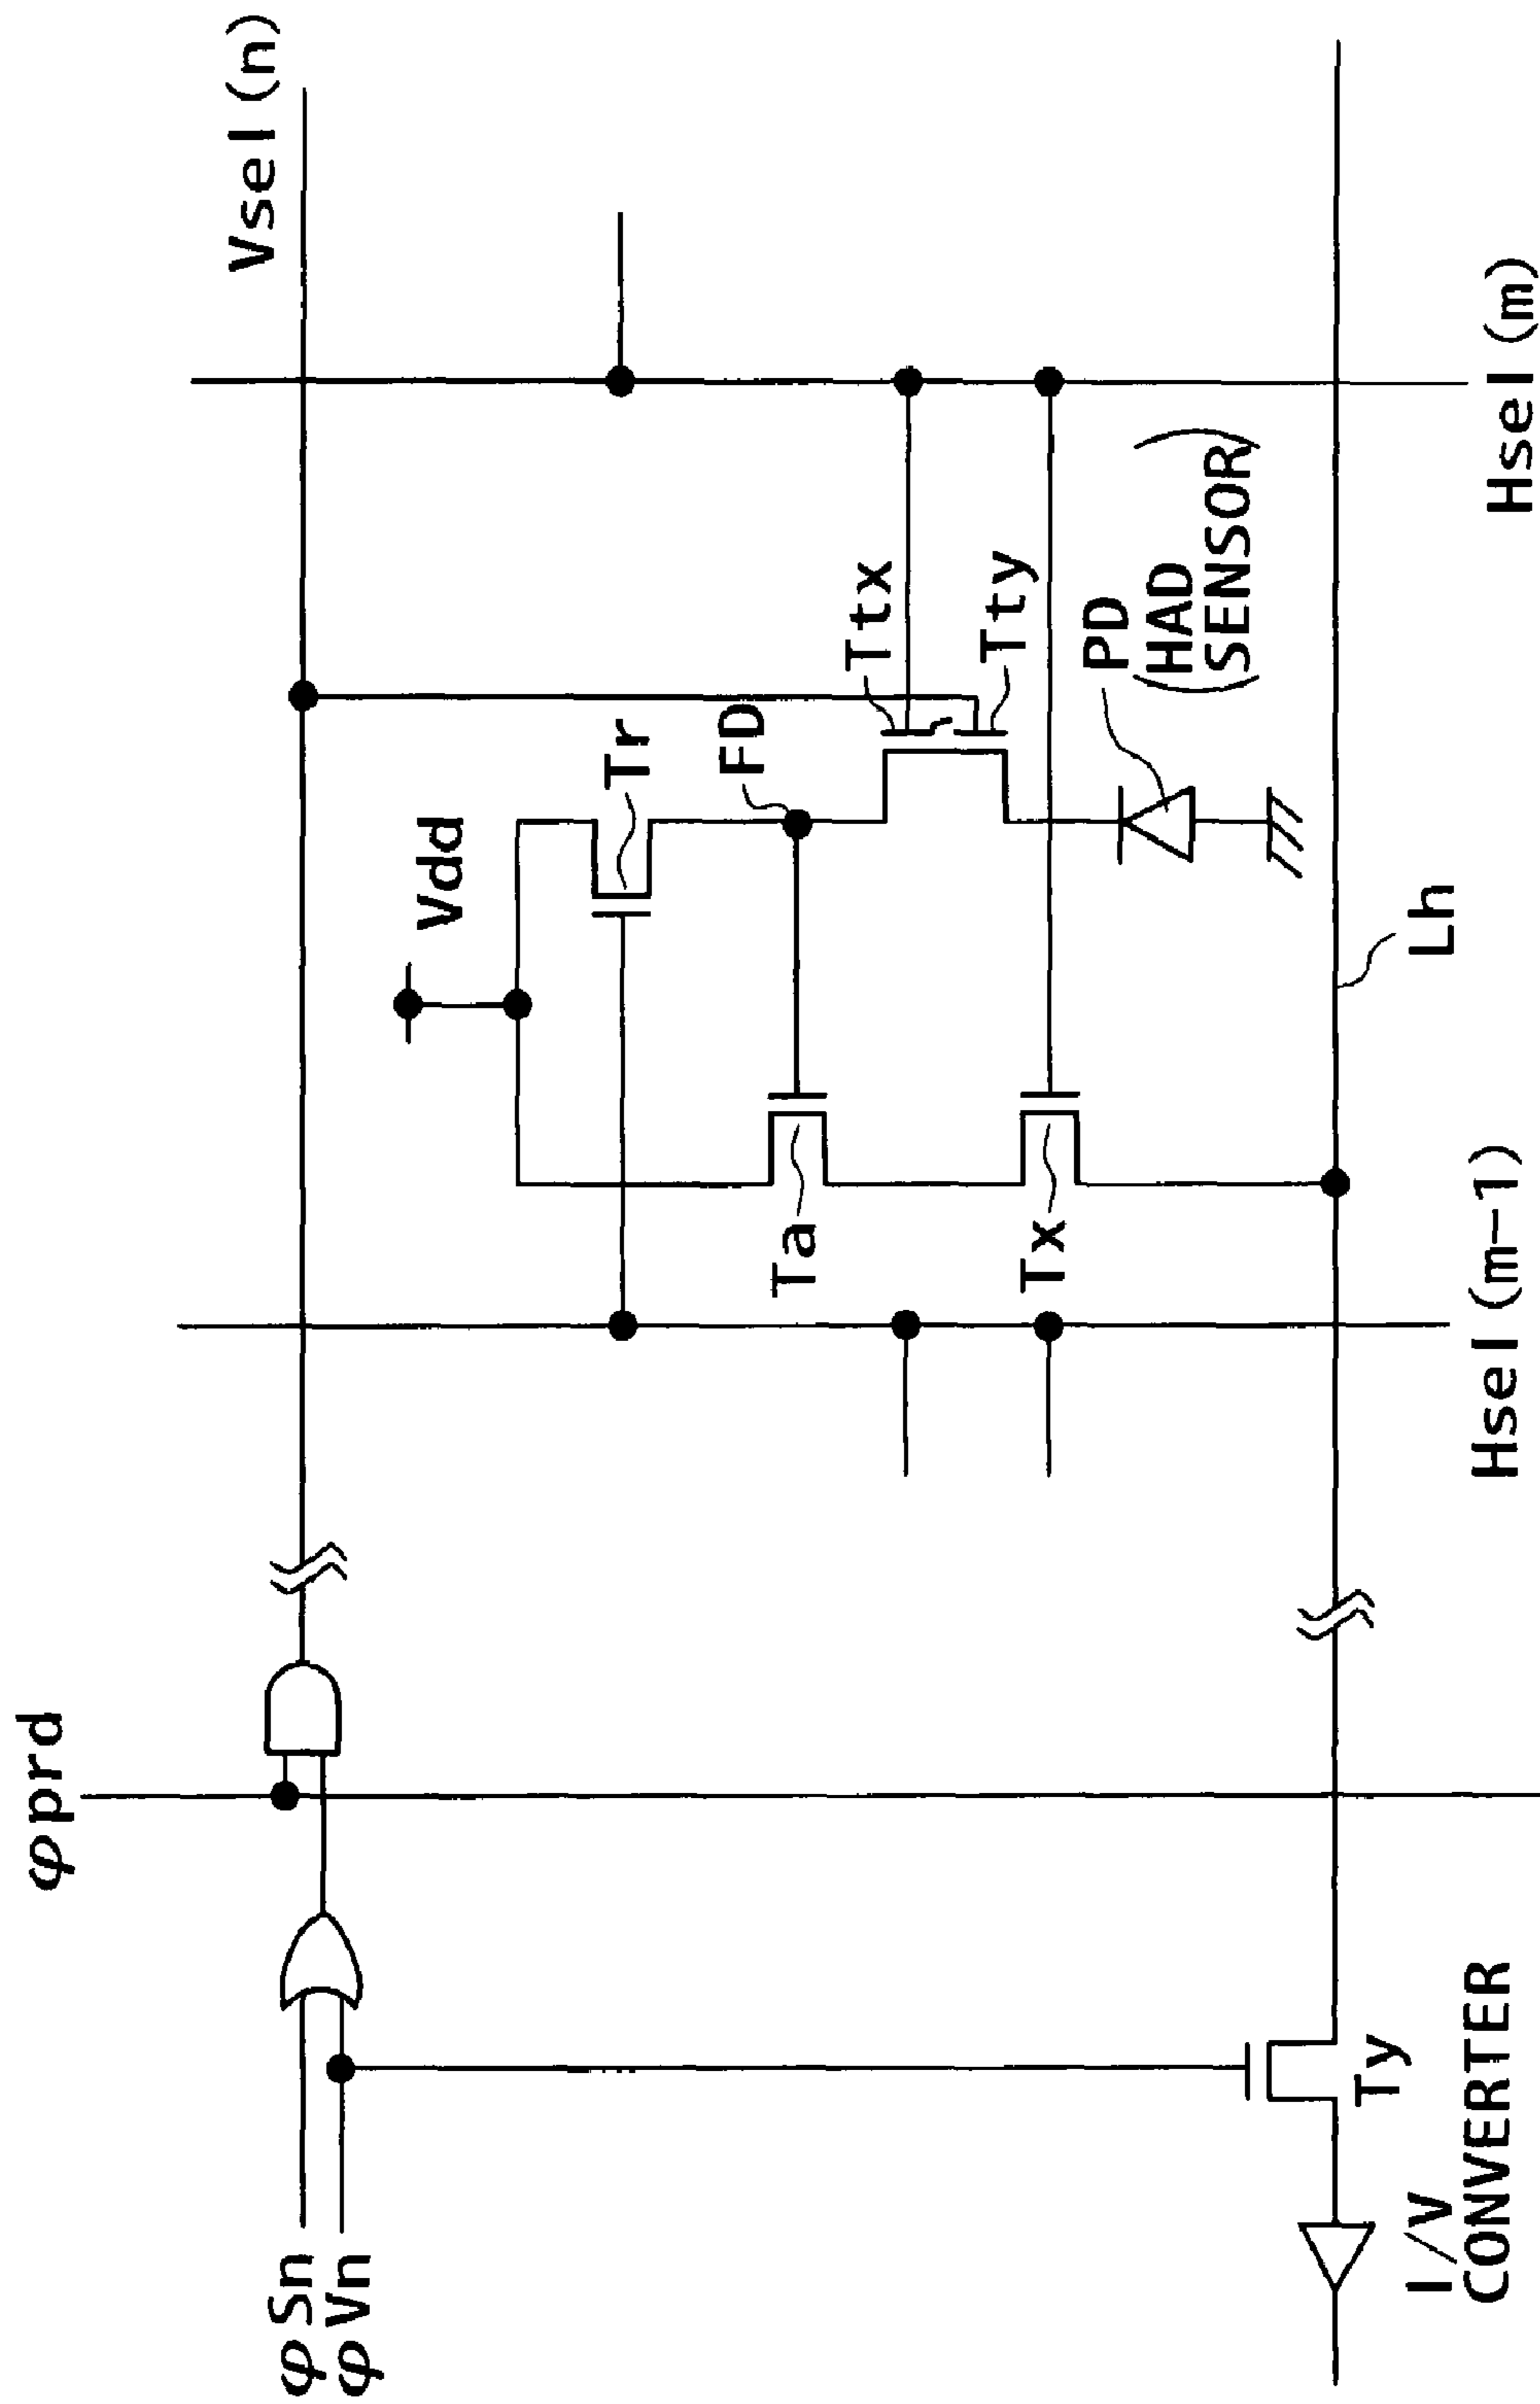 φSn
φVn
φprd
Vsel(n)
Vdd
Tr
FD
Ttx
Tty
PD
(HAD
SENSOR)
Ta
Tx
Lh
Ty
I/V
CONVERTER
Hsel(m-1)
Hsel(m)